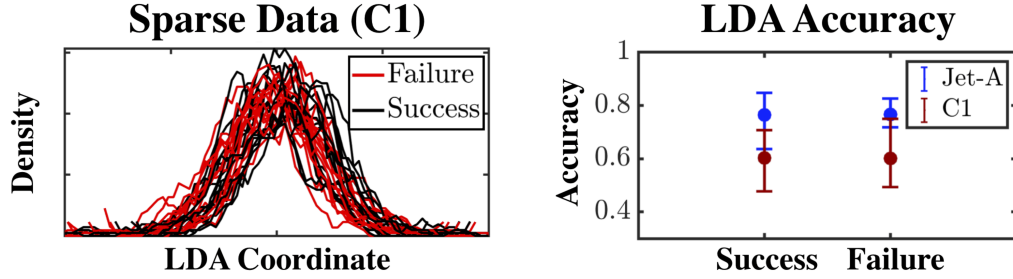 Sparse Data (C1)
Density
Failure
Success
LDA Coordinate
LDA Accuracy
Accuracy
1
0.8
0.6
0.4
Jet-A
C1
Success
Failure